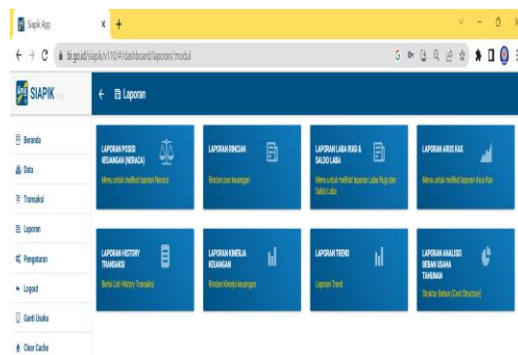 Siapik App
bi.go.id/siapik/v110/#/dashboard/laporan/modul
SIAPIK
Laporan
Beranda
Data
Transaksi
Laporan
Pengaturan
Logout
Ganti Usaha
Clear Cache
LAPORAN POSISI
KEUANGAN (NERACA)
Menu untuk melihat laporan Neraca
LAPORAN RINCIAN
Rincian pos keuangan
LAPORAN LABA RUGI &
SALDO LABA
Menu untuk melihat laporan Laba Rugi dan
Saldo Laba
LAPORAN ARUS KAS
Menu untuk melihat laporan Arus Kas
LAPORAN HISTORY
TRANSAKSI
Berisi List History Transaksi
LAPORAN KINERJA
KEUANGAN
Rincian Kinerja keuangan
LAPORAN TREND
Laporan Trend
LAPORAN ANALISIS
BEBAN USAHA
TAHUNAN
Struktur Beban (Cost Structure)